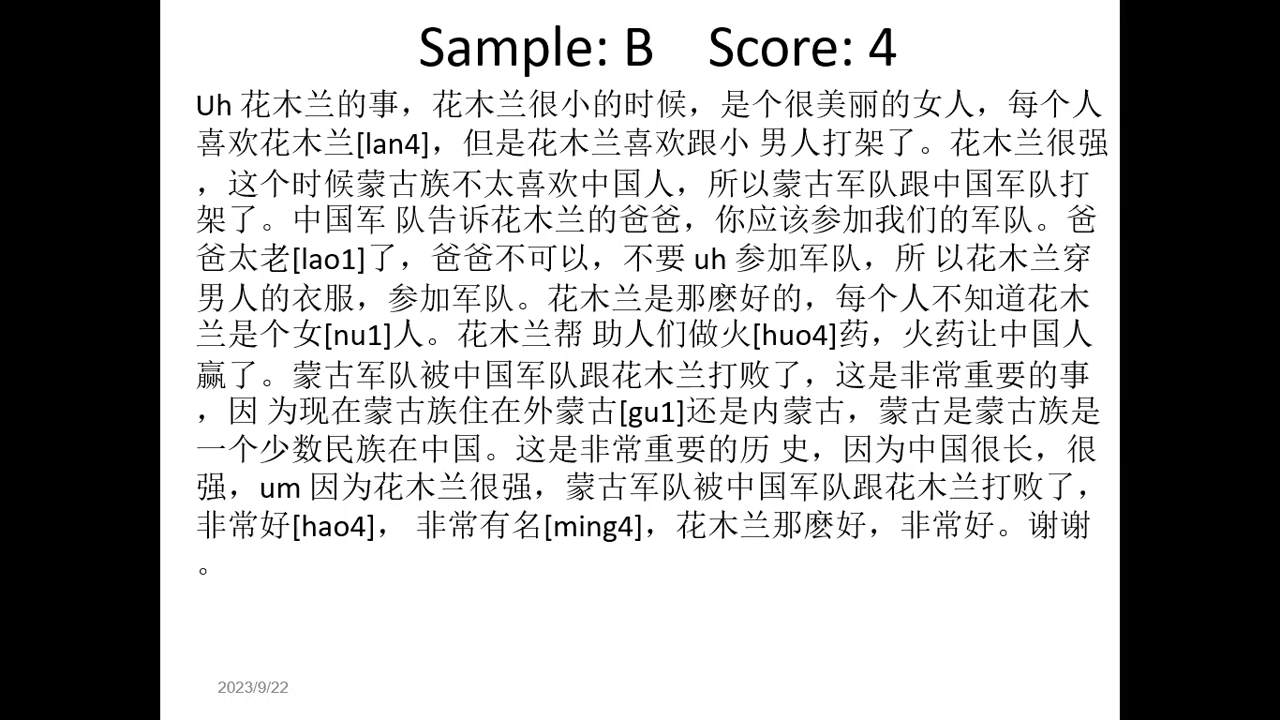 Sample: B Score: 4
Uh 花木兰的事，花木兰很小的时候，是个很美丽的女人，每个人
喜欢花木兰[lan4]，但是花木兰喜欢跟小 男人打架了。花木兰很强
，这个时候蒙古族不太喜欢中国人，所以蒙古军队跟中国军队打
架了。中国军 队告诉花木兰的爸爸，你应该参加我们的军队。爸
爸太老[lao1]了，爸爸不可以，不要 uh 参加军队，所 以花木兰穿
男人的衣服，参加军队。花木兰是那麽好的，每个人不知道花木
兰是个女[nu1]人。花木兰帮 助人们做火[huo4]药，火药让中国人
赢了。蒙古军队被中国军队跟花木兰打败了，这是非常重要的事
，因 为现在蒙古族住在外蒙古[gu1]还是内蒙古，蒙古是蒙古族是
一个少数民族在中国。这是非常重要的历 史，因为中国很长，很
强，um 因为花木兰很强，蒙古军队被中国军队跟花木兰打败了，
非常好[hao4]， 非常有名[ming4]，花木兰那麽好，非常好。谢谢
。
2023/9/22